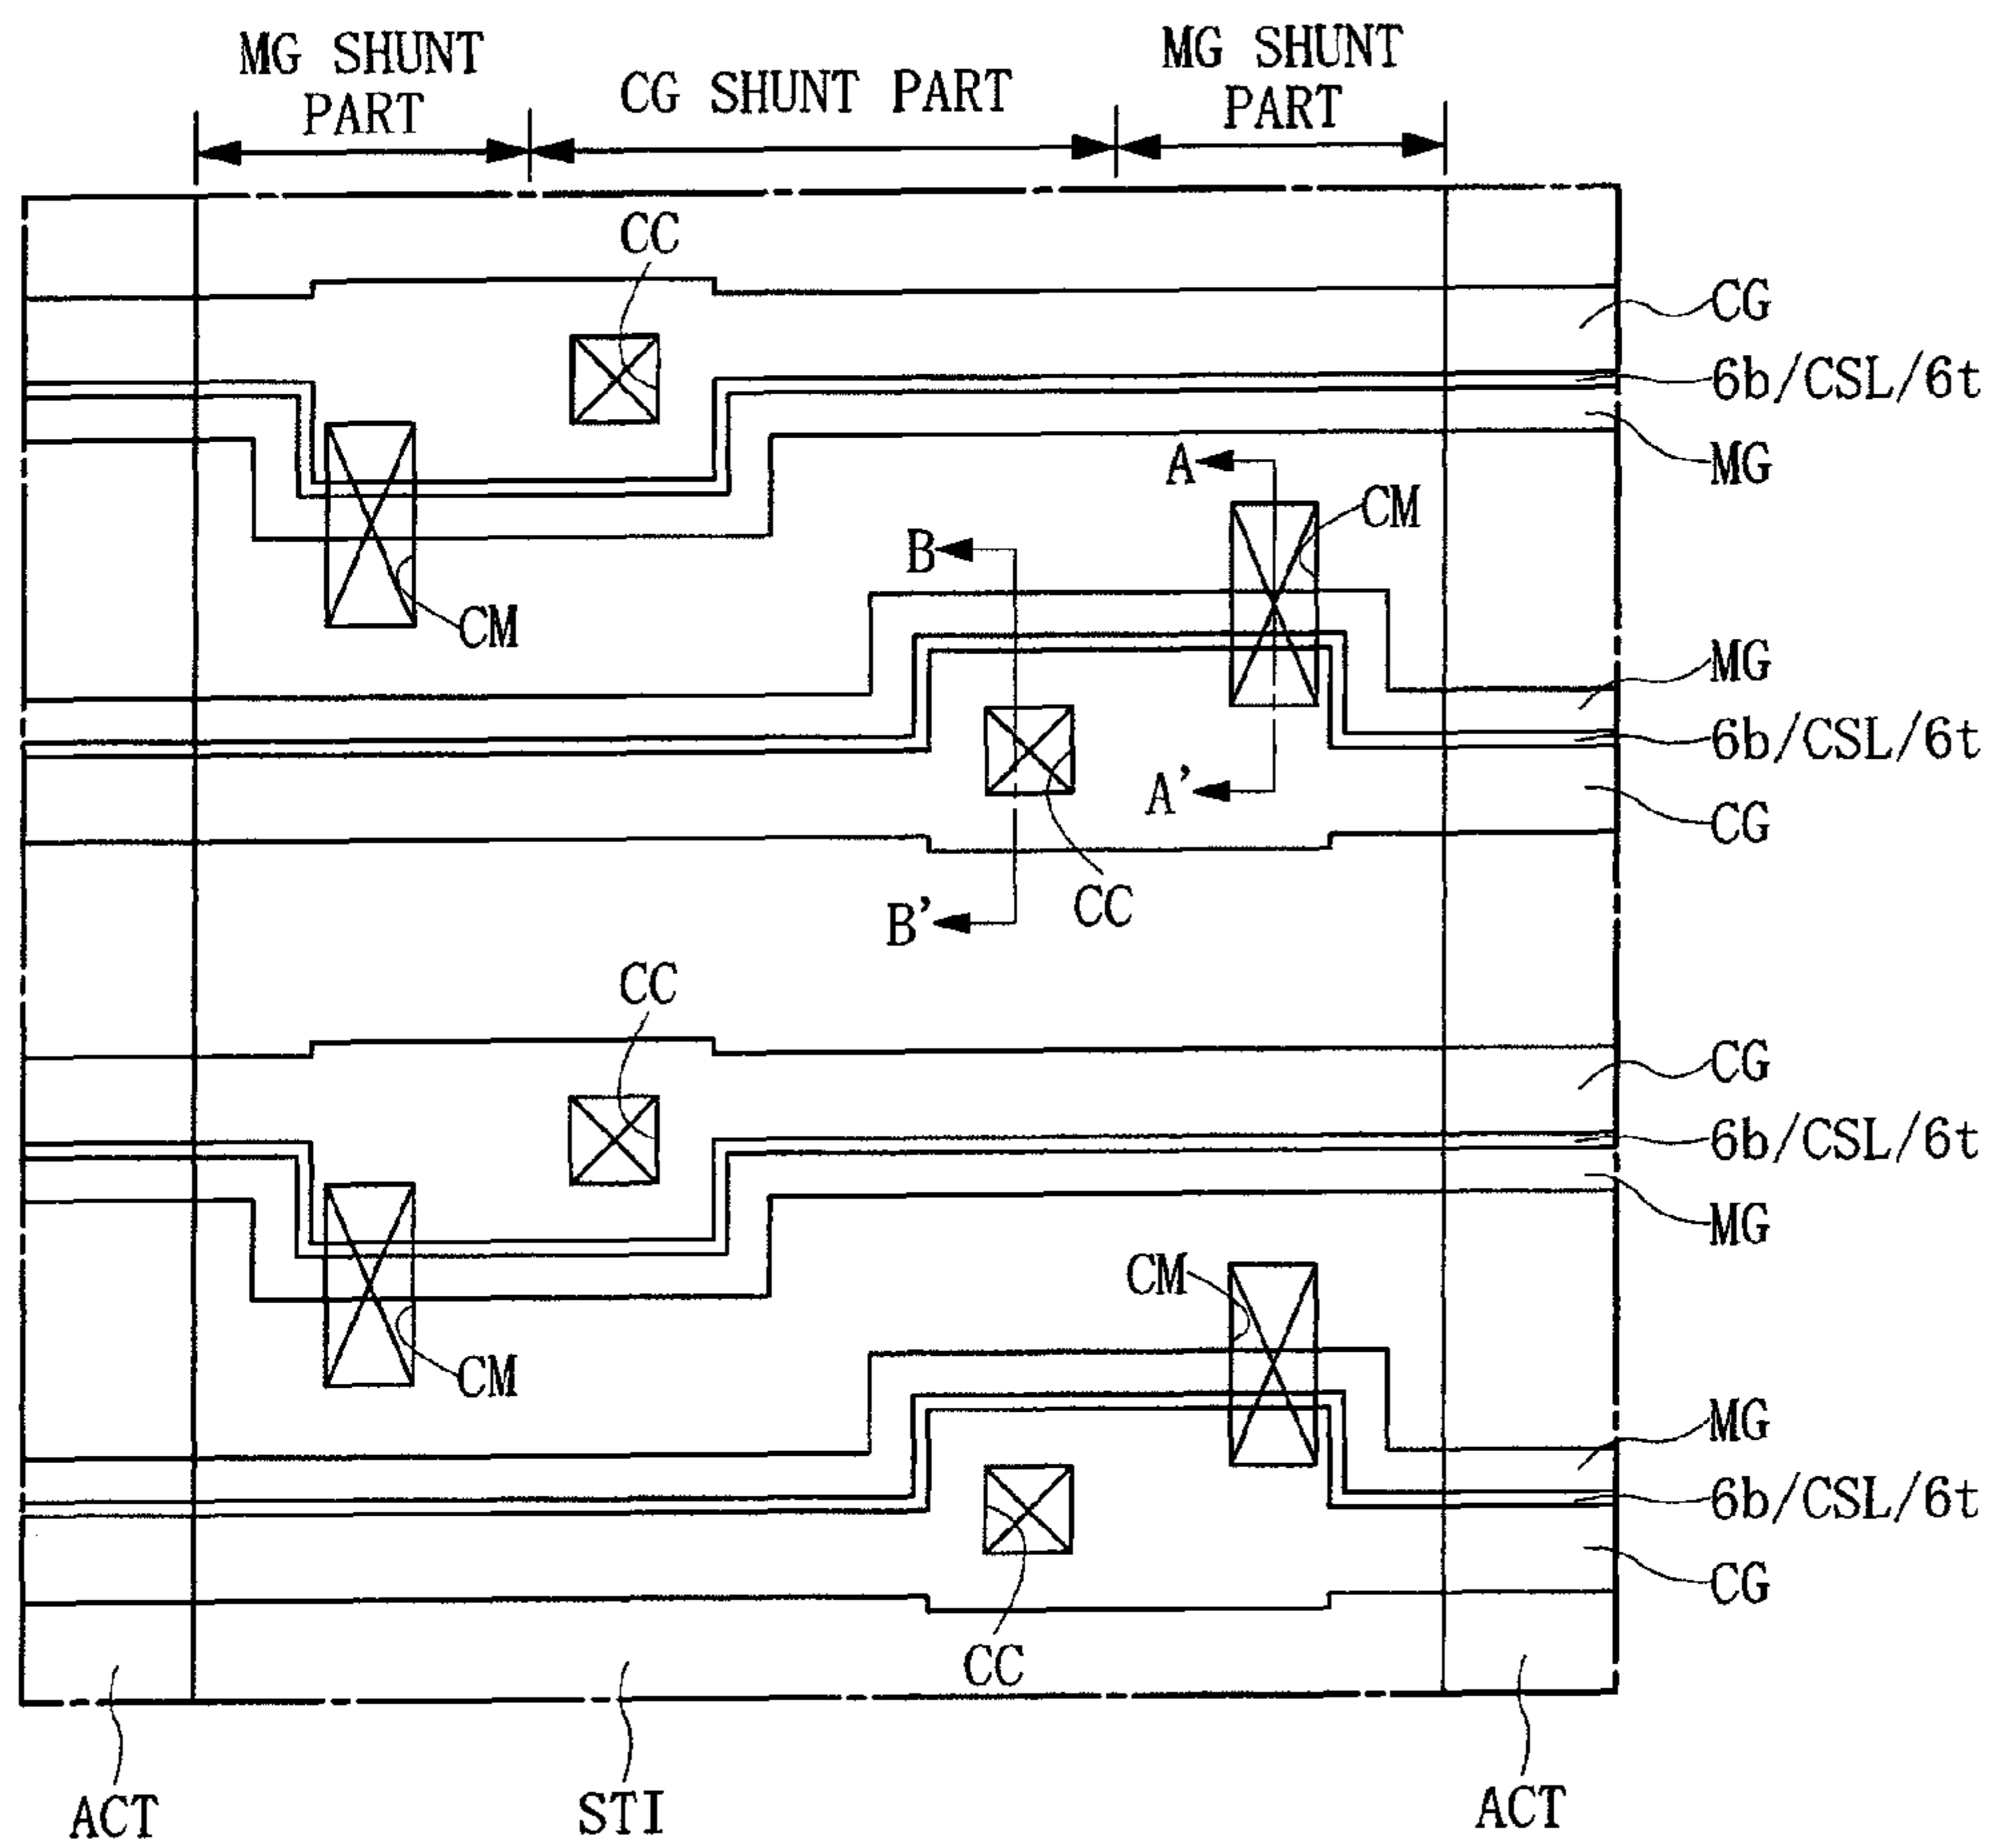 MG SHUNT
PART
CG SHUNT PART
MG SHUNT
PART
CC
CG
6b/CSL/6t
MG
A
CM
B
CM
MG
6b/CSL/6t
A'
CG
CC
B'
CC
CG
6b/CSL/6t
MG
CM
CM
MG
6b/CSL/6t
CG
CC
ACT
STI
ACT